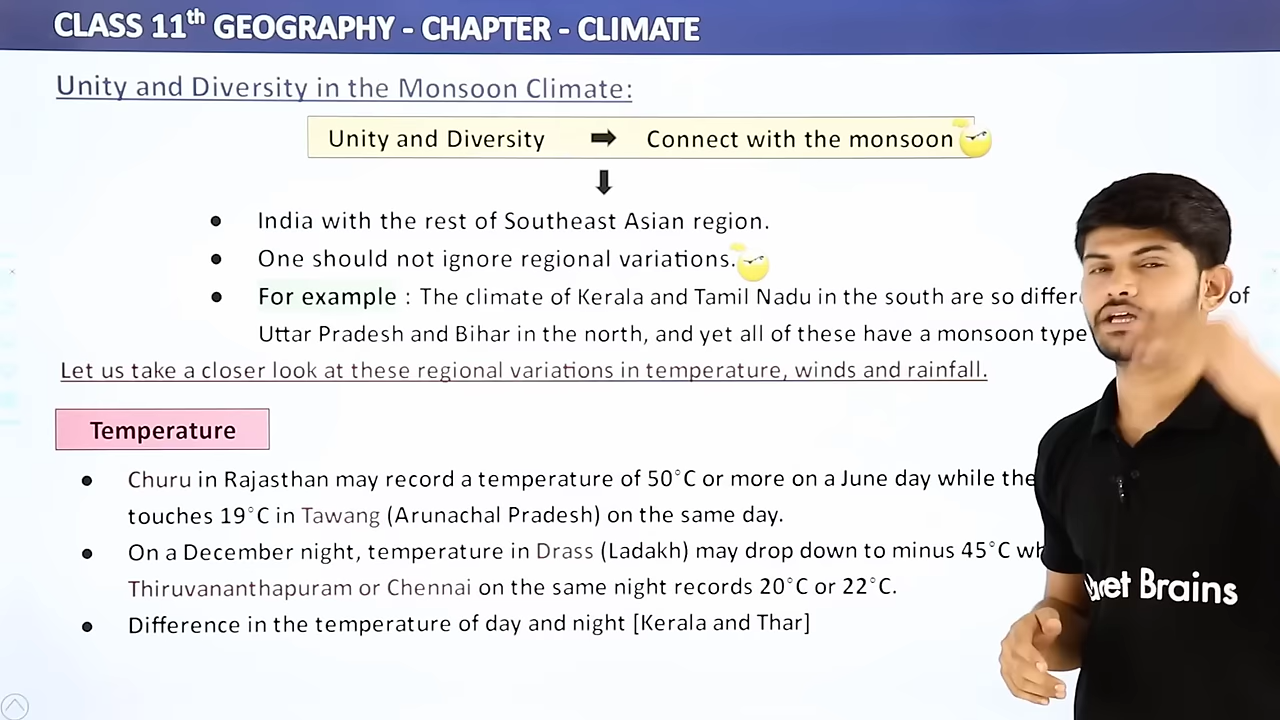 CLASS 11th GEOGRAPHY - CHAPTER - CLIMATE
Unity and Diversity in the Monsoon Climate:
Unity and Diversity ➡ Connect with the monsoon
• India with the rest of Southeast Asian region.
• One should not ignore regional variations.
• For example : The climate of Kerala and Tamil Nadu in the south are so of
Uttar Pradesh and Bihar in the north, and yet all of these have a monsoon type
Let us take a closer look at these regional variations in temperature, winds and rainfall.
Temperature
• Churu in Rajasthan may record a temperature of 50°C or more on a June day while the
touches 19°C in Tawang (Arunachal Pradesh) on the same day.
• On a December night, temperature in Drass (Ladakh) may drop down to minus 45°C
Thiruvananthapuram or Chennai on the same night records 20°C or 22°C.
• Difference in the temperature of day and night [Kerala and Thar]
Brains